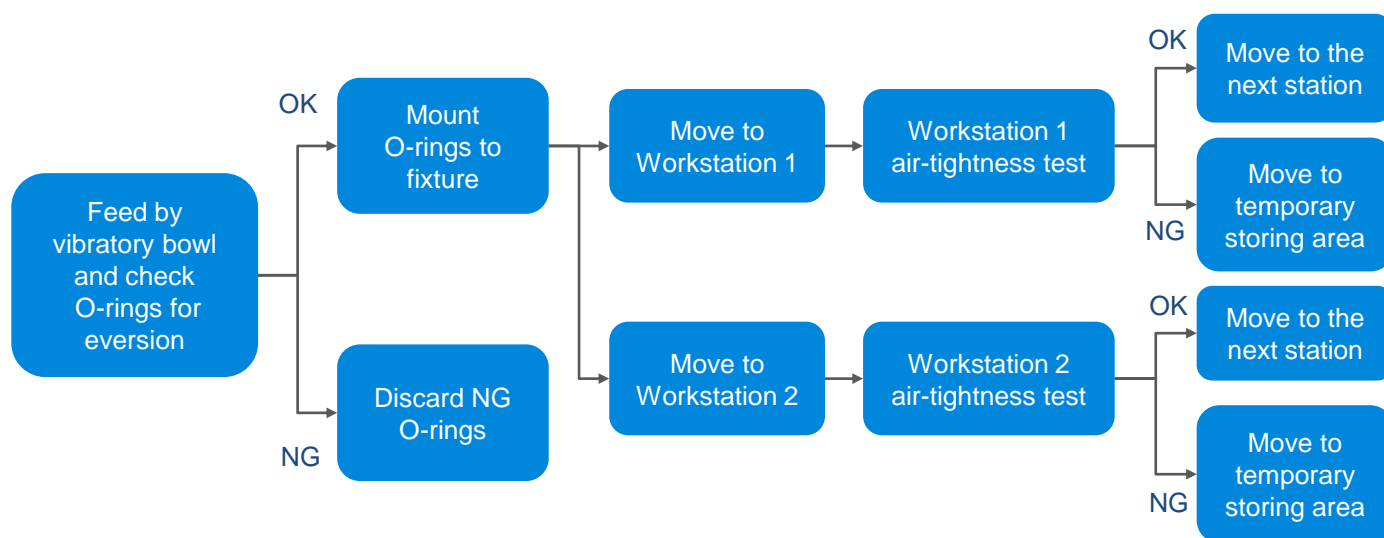 Feed by
vibratory bowl
and check
O-rings for
eversion
OK
Mount
O-rings to
fixture
NG
Discard NG
O-rings
Move to
Workstation 1
Workstation 1
air-tightness test
OK
Move to the
next station
NG
Move to
temporary
storing area
Move to
Workstation 2
Workstation 2
air-tightness test
OK
Move to the
next station
NG
Move to
temporary
storing area